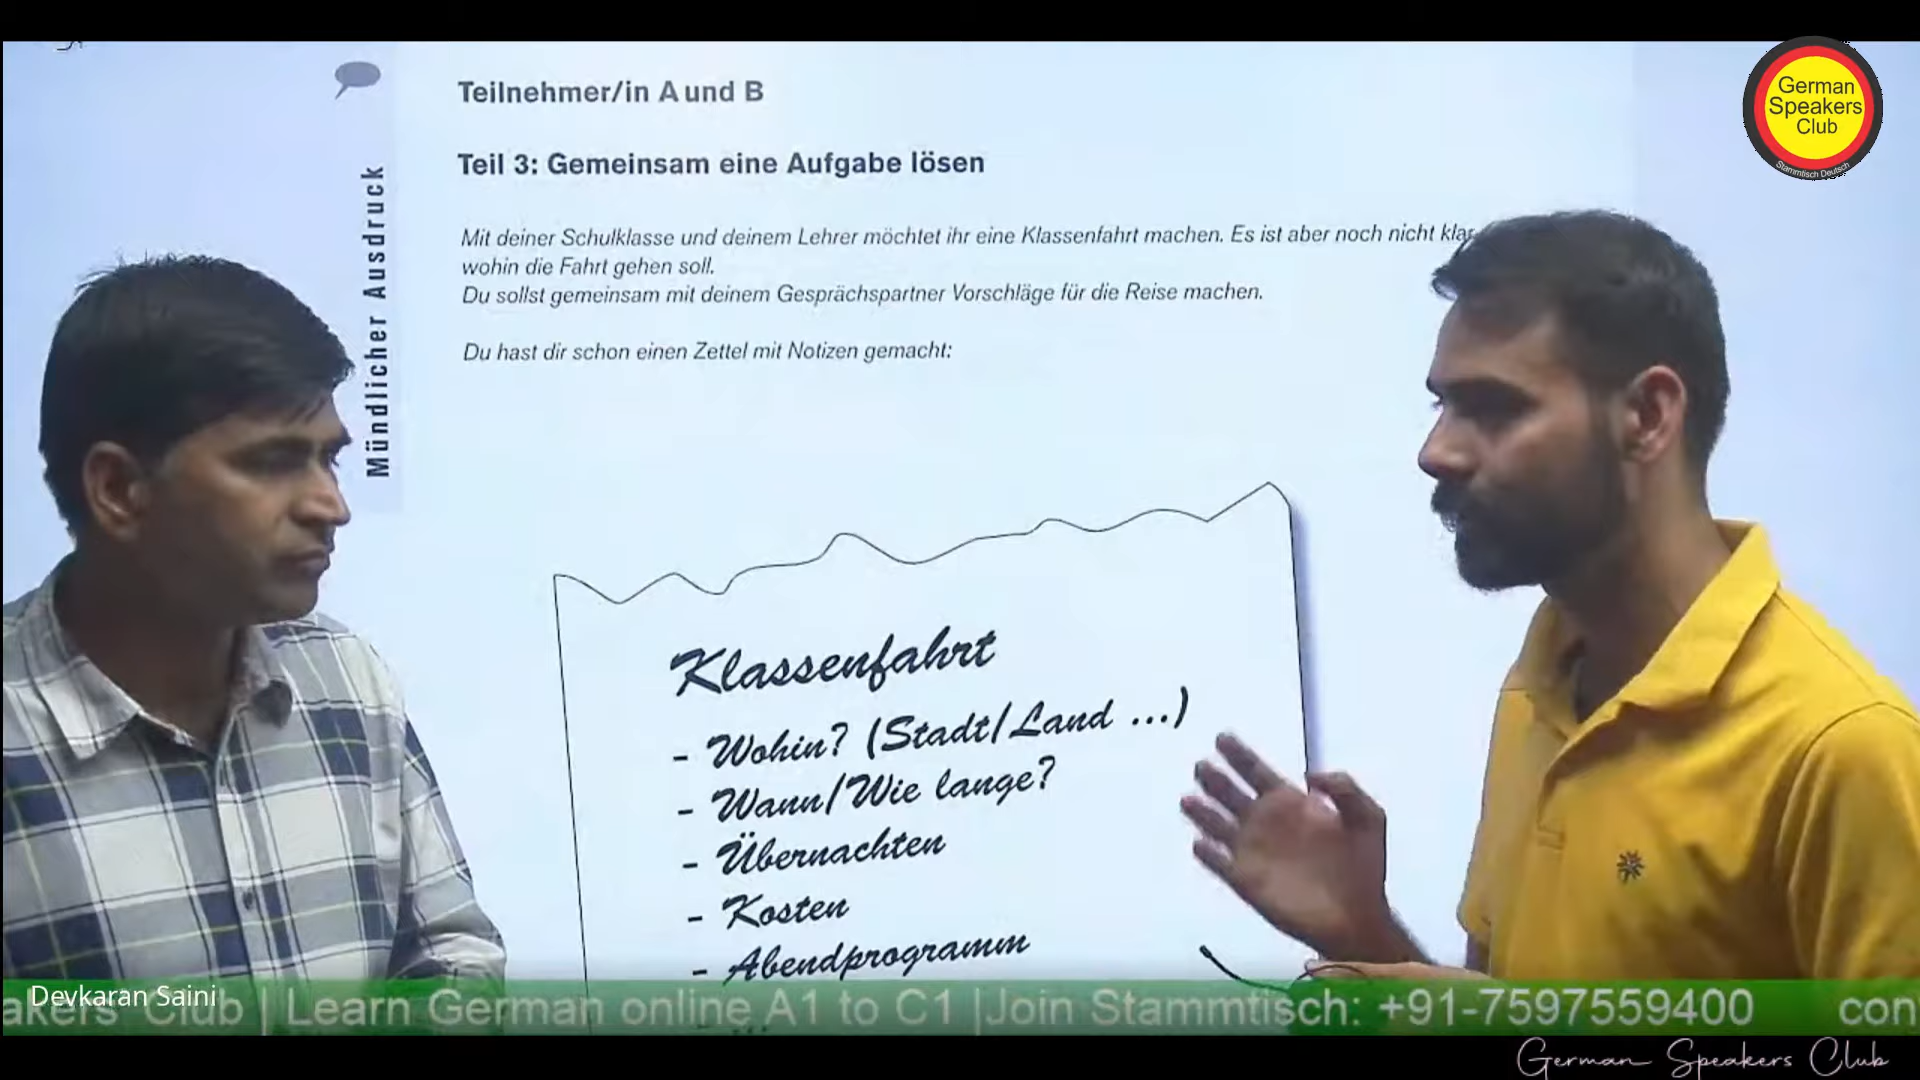 Teilnehmer/in A und B
Teil 3: Gemeinsam eine Aufgabe lösen
Mündlicher Ausdruck
Mit deiner Schulklasse und deinem Lehrer möchtet ihr eine Klassenfahrt machen. Es ist aber noch nicht klar
wohin die Fahrt gehen soll.
Du sollst gemeinsam mit deinem Gesprächspartner Vorschläge für die Reise machen.
Du hast dir schon einen Zettel mit Notizen gemacht:
Klassenfahrt
- Wohin? (Stadt/Land ...)
- Wann/Wie lange?
- Übernachten
- Kosten
- Abendprogramm
- ...
German
Speakers
Club
Stammtisch Deutsch
Devkaran Saini
akers' Club | Learn German online A1 to C1 |Join Stammtisch: +91-7597559400 con
German Speakers Club